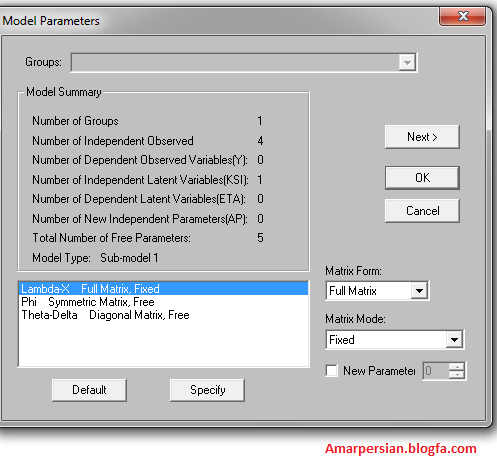 Model Parameters
Groups:
Model Summary
Number of Groups 1
Number of Independent Observed 4
Number of Dependent Observed Variables(Y): 0
Number of Independent Latent Variables(KSI): 1
Number of Dependent Latent Variables(ETA): 0
Number of New Independent Parameters(AP): 0
Total Number of Free Parameters: 5
Model Type: Sub-model 1
Next >
OK
Cancel
Lambda-X Full Matrix, Fixed
Phi Symmetric Matrix, Free
Theta-Delta Diagonal Matrix, Free
Matrix Form:
Full Matrix
Matrix Mode:
Fixed
New Parameter 0
Default
Specify
Amarpersian.blogfa.com